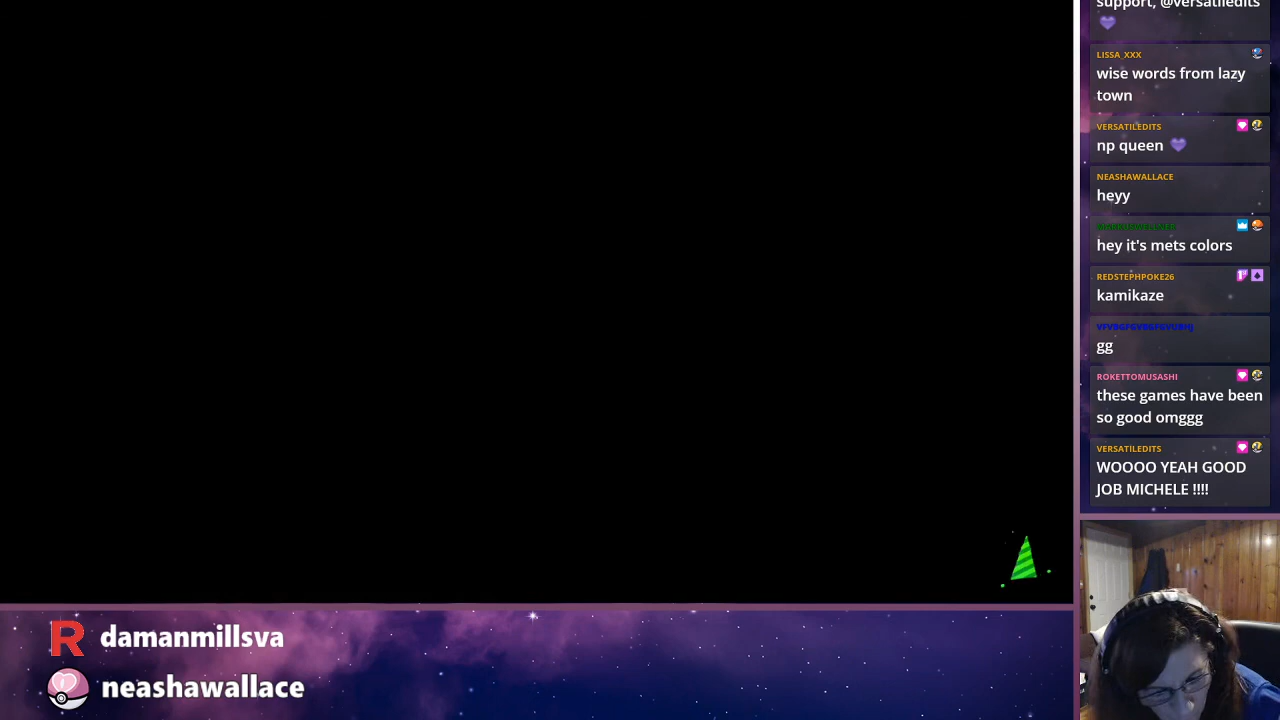 support, @versatiledits
LISSA_XXX
wise words from lazy
town
VERSATILEDITS
np queen
NEASHAWALLACE
heyy
hey it's mets colors
REDSTEPHPOKE26
kamikaze
gg
ROKETTOMUSASHI
these games have been
so good omggg
VERSATILEDITS
WOOOO YEAH GOOD
JOB MICHELE !!!!
R damanmillsva
neashawallace